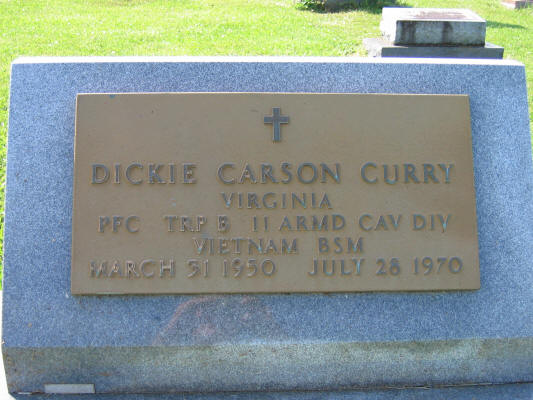 DICKIE CARSON CURRY
VIRGINIA
PFC TRP E 11 ARMD CAV DIV
VIETNAM BSM
MARCH 31 1950 JULY 28 1970